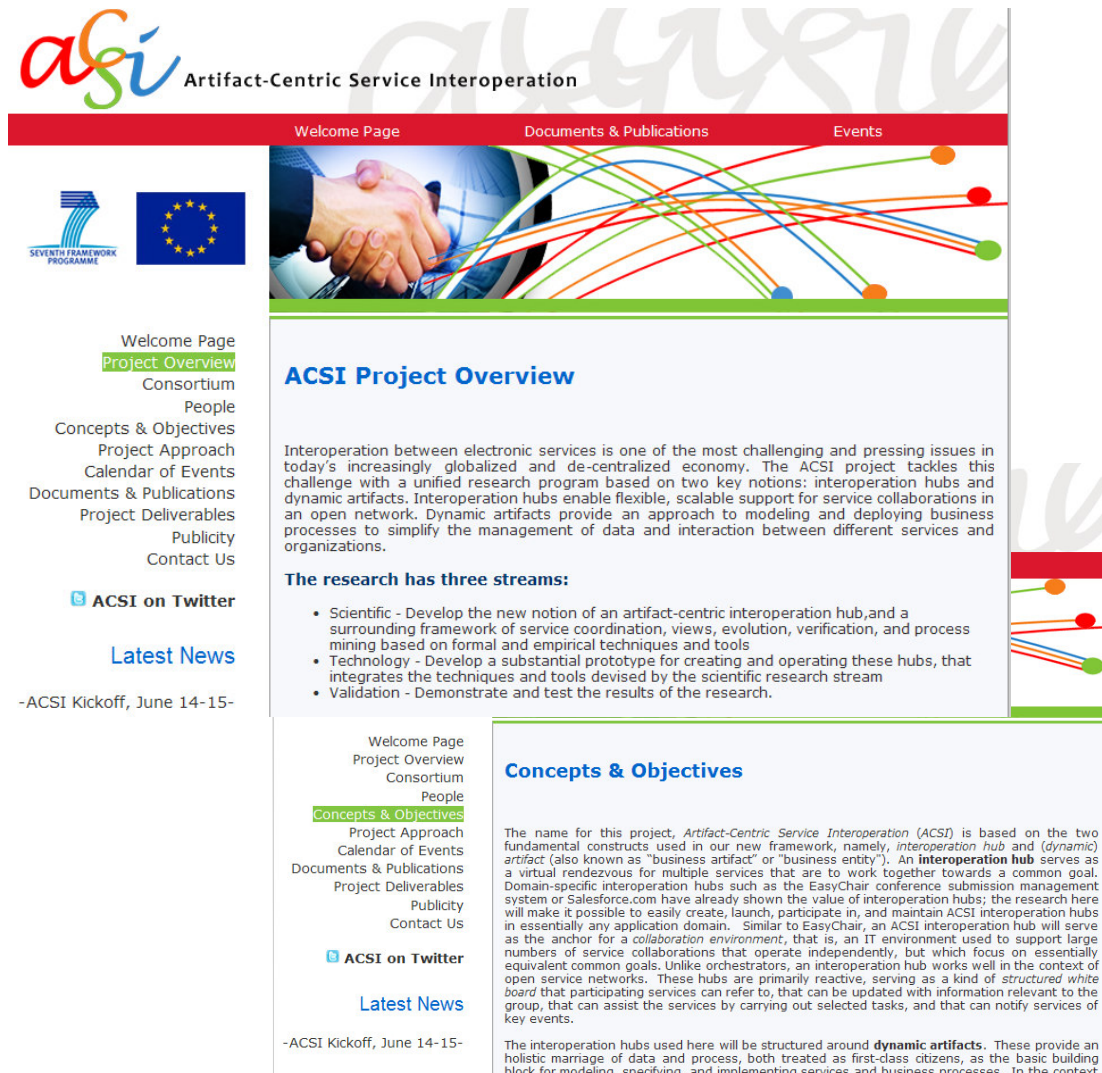 acsi Artifact-Centric Service Interoperation
Welcome Page Documents & Publications Events
SEVENTH FRAMEWORK
PROGRAMME
Welcome Page
Project Overview
Consortium
People
Concepts & Objectives
Project Approach
Calendar of Events
Documents & Publications
Project Deliverables
Publicity
Contact Us
ACSI on Twitter
Latest News
-ACSI Kickoff, June 14-15-
ACSI Project Overview
Interoperation between electronic services is one of the most challenging and pressing issues in
today's increasingly globalized and de-centralized economy. The ACSI project tackles this
challenge with a unified research program based on two key notions: interoperation hubs and
dynamic artifacts. Interoperation hubs enable flexible, scalable support for service collaborations in
an open network. Dynamic artifacts provide an approach to modeling and deploying business
processes to simplify the management of data and interaction between different services and
organizations.
The research has three streams:
• Scientific - Develop the new notion of an artifact-centric interoperation hub,and a
surrounding framework of service coordination, views, evolution, verification, and process
mining based on formal and empirical techniques and tools
• Technology - Develop a substantial prototype for creating and operating these hubs, that
integrates the techniques and tools devised by the scientific research stream
• Validation - Demonstrate and test the results of the research.
Welcome Page
Project Overview
Consortium
People
Concepts & Objectives
Project Approach
Calendar of Events
Documents & Publications
Project Deliverables
Publicity
Contact Us
ACSI on Twitter
Latest News
-ACSI Kickoff, June 14-15-
Concepts & Objectives
The name for this project, Artifact-Centric Service Interoperation (ACSI) is based on the two
fundamental constructs used in our new framework, namely, interoperation hub and (dynamic)
artifact (also known as "business artifact" or "business entity"). An interoperation hub serves as
a virtual rendezvous for multiple services that are to work together towards a common goal.
Domain-specific interoperation hubs such as the EasyChair conference submission management
system or Salesforce.com have already shown the value of interoperation hubs; the research here
will make it possible to easily create, launch, participate in, and maintain ACSI interoperation hubs
in essentially any application domain. Similar to EasyChair, an ACSI interoperation hub will serve
as the anchor for a collaboration environment, that is, an IT environment used to support large
numbers of service collaborations that operate independently, but which focus on essentially
equivalent common goals. Unlike orchestrators, an interoperation hub works well in the context of
open service networks. These hubs are primarily reactive, serving as a kind of structured white
board that participating services can refer to, that can be updated with information relevant to the
group, that can assist the services by carrying out selected tasks, and that can notify services of
key events.
The interoperation hubs used here will be structured around dynamic artifacts. These provide an
holistic marriage of data and process, both treated as first-class citizens, as the basic building
block for modeling, specifying, and implementing services and business processes. In the context